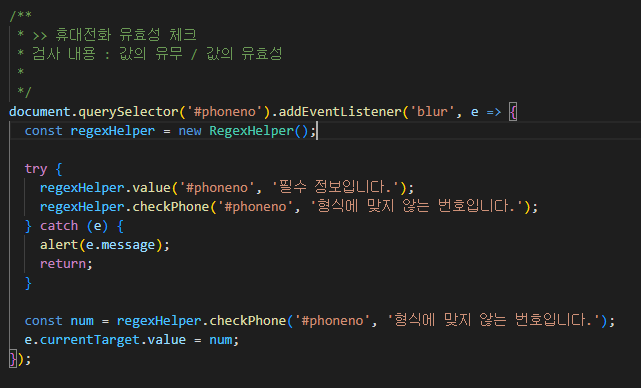 /**
 * >> 휴대전화 유효성 체크
 * 검사 내용 : 값의 유무 / 값의 유효성
 *
 */
document.querySelector('#phoneno').addEventListener('blur', e => {
  const regexHelper = new RegexHelper();
  try {
    regexHelper.value('#phoneno', '필수 정보입니다.');
    regexHelper.checkPhone('#phoneno', '형식에 맞지 않는 번호입니다.');
  } catch (e) {
    alert(e.message);
    return;
  }
  const num = regexHelper.checkPhone('#phoneno', '형식에 맞지 않는 번호입니다.');
  e.currentTarget.value = num;
});